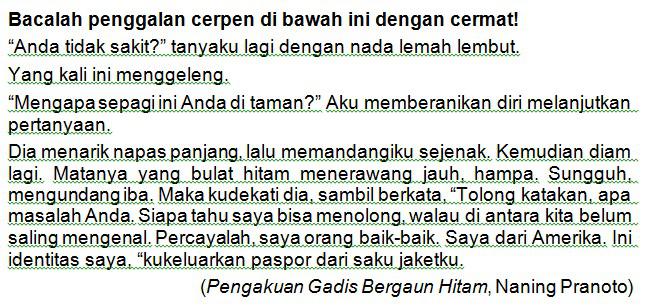 Bacalah penggalan cerpen di bawah ini dengan cermat!
“Anda tidak sakit?” tanyaku lagi dengan nada lemah lembut.
Yang kali ini menggeleng.
“Mengapa sepagi ini Anda di taman?” Aku memberanikan diri melanjutkan
pertanyaan.
Dia menarik napas panjang, lalu memandangiku sejenak. Kemudian diam
lagi. Matanya yang bulat hitam menerawang jauh, hampa. Sungguh,
mengundang iba. Maka kudekati dia, sambil berkata, “Tolong katakan, apa
masalah Anda. Siapa tahu saya bisa menolong, walau di antara kita belum
saling mengenal. Percayalah, saya orang baik-baik. Saya dari Amerika. Ini
identitas saya, “kukeluarkan paspor dari saku jaketku.
(Pengakuan Gadis Bergaun Hitam, Naning Pranoto)